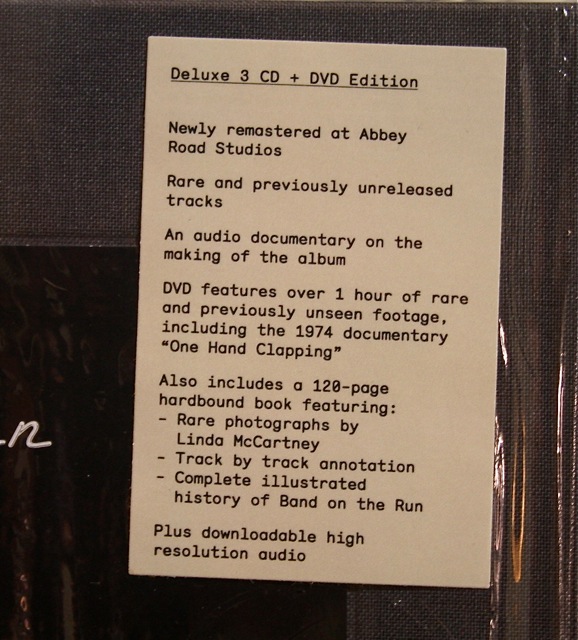 Deluxe 3 CD + DVD Edition
Newly remastered at Abbey
Road Studios
Rare and previously unreleased
tracks
An audio documentary on the
making of the album
DVD features over 1 hour of rare
and previously unseen footage,
including the 1974 documentary
“One Hand Clapping”
Also includes a 120-page
hardbound book featuring:
- Rare photographs by
Linda McCartney
- Track by track annotation
- Complete illustrated
history of Band on the Run
Plus downloadable high
resolution audio